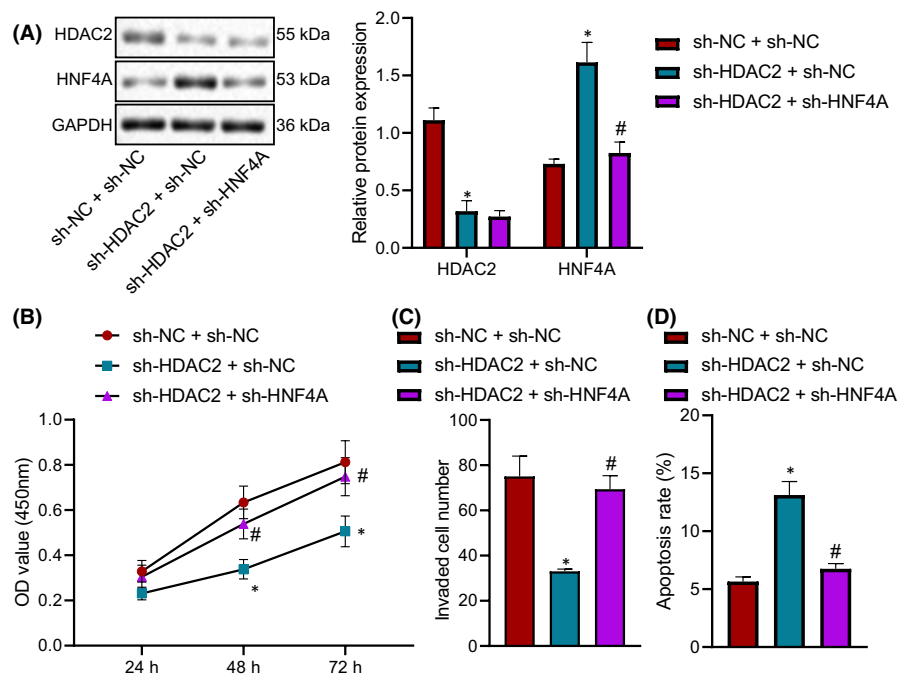 (A)
HDAC2 55 kDa
HNF4A 53 kDa
GAPDH 36 kDa
sh-NC + sh-NC
sh-HDAC2 + sh-NC
sh-HDAC2 + sh-HNF4A
Relative protein expression
2.0
1.5
1.0
0.5
0.0
*
*
#
HDAC2 HNF4A
sh-NC + sh-NC
sh-HDAC2 + sh-NC
sh-HDAC2 + sh-HNF4A
(B)
sh-NC + sh-NC
sh-HDAC2 + sh-NC
sh-HDAC2 + sh-HNF4A
OD value (450nm)
1.0
0.8
0.6
0.4
0.2
0.0
#
*
#
*
24 h 48 h 72 h
(C)
sh-NC + sh-NC
sh-HDAC2 + sh-NC
sh-HDAC2 + sh-HNF4A
Invaded cell number
100
80
60
40
20
0
*
#
(D)
sh-NC + sh-NC
sh-HDAC2 + sh-NC
sh-HDAC2 + sh-HNF4A
Apoptosis rate (%)
20
15
10
5
0
*
#